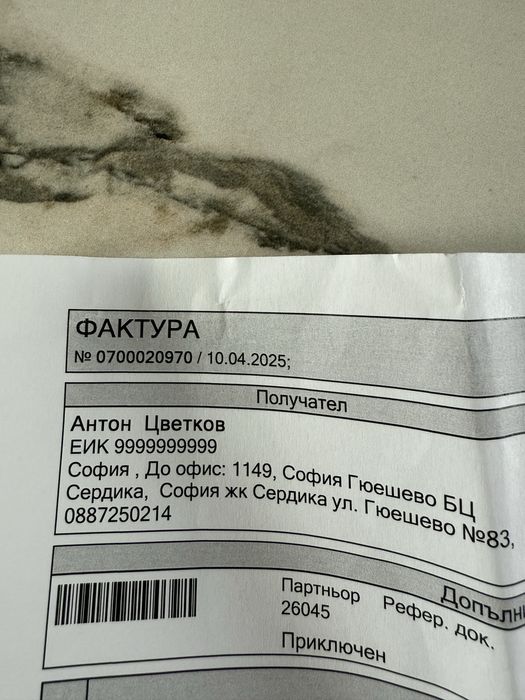 ФАКТУРА
№ 0700020970 / 10.04.2025;
Получател
Антон Цветков
ЕИК 9999999999
София , До офис: 1149, София Гюешево БЦ
Сердика, София жк Сердика ул. Гюешево №83,
0887250214
Допълни
Партньор Рефер. док.
26045
Приключен